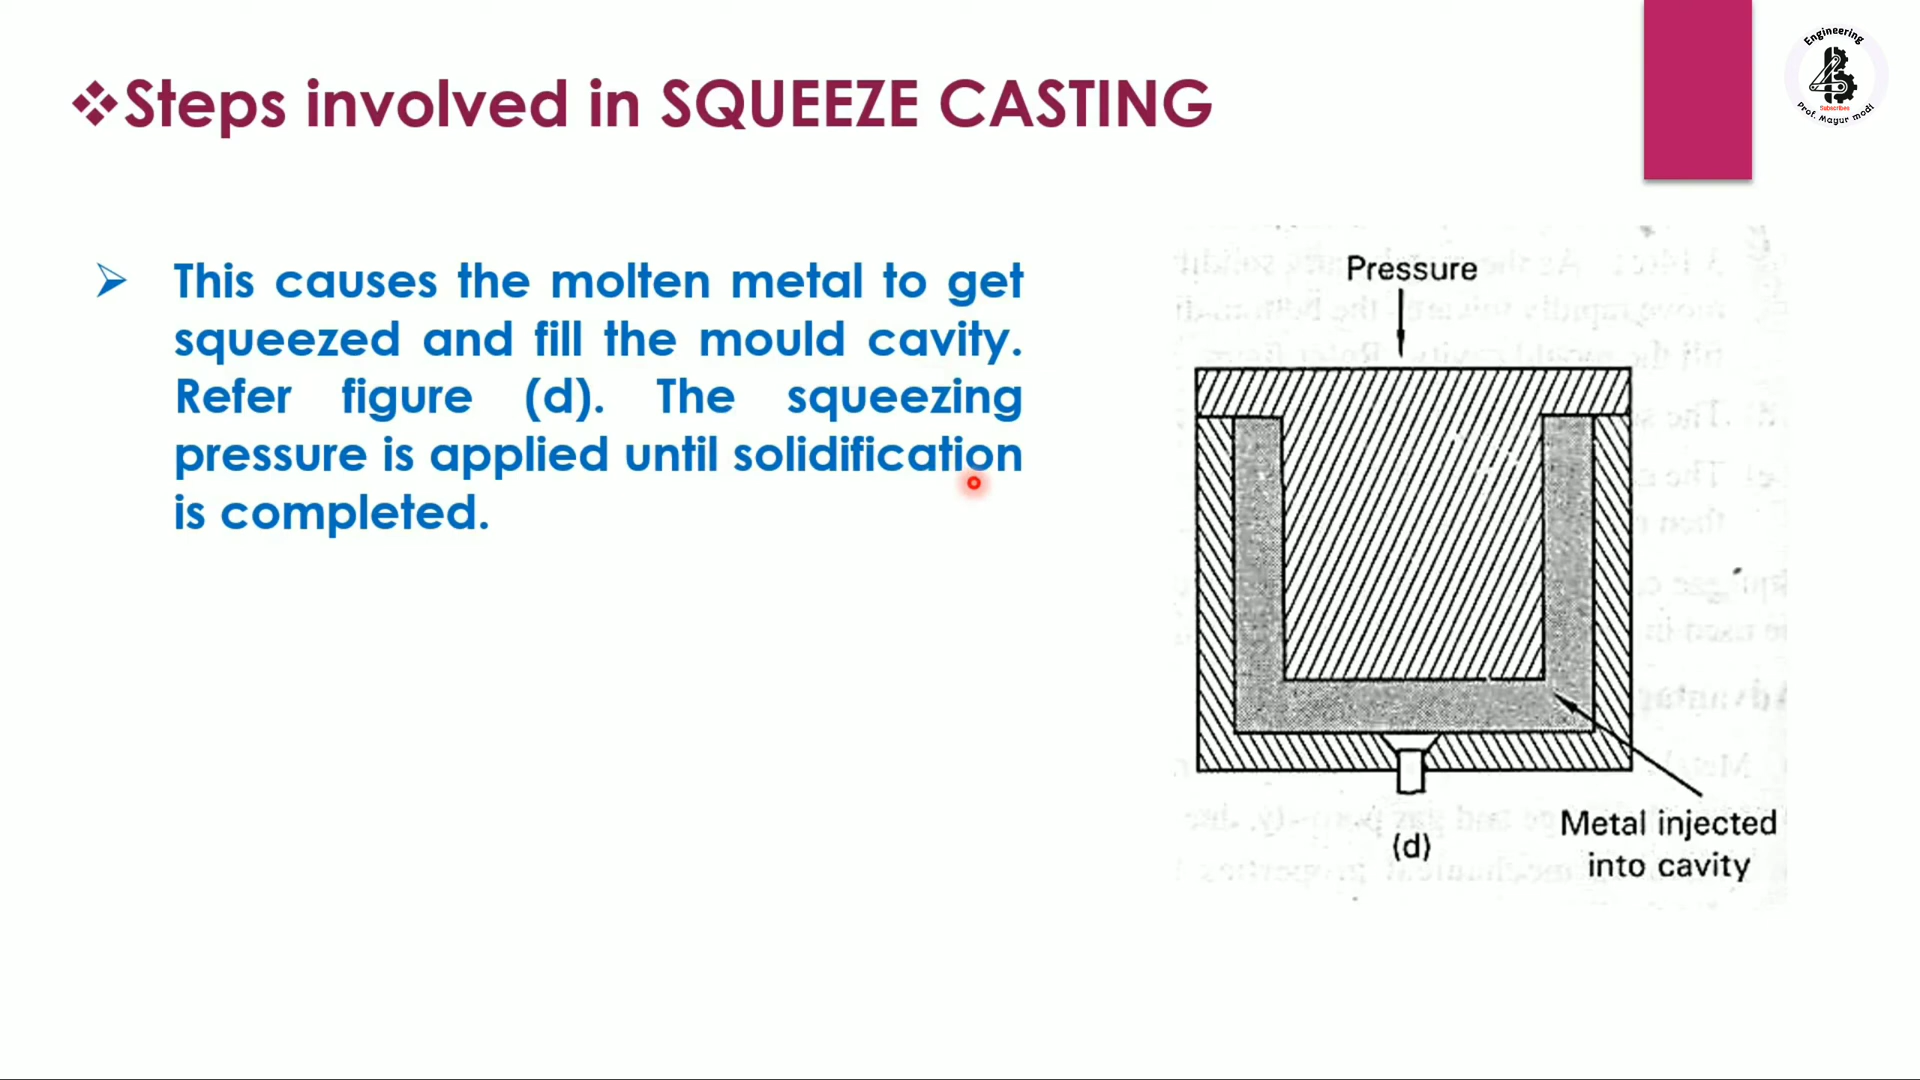 ❖Steps involved in SQUEEZE CASTING
Engineering
Subscribes
Prof. Mayur modi
➢ This causes the molten metal to get
squeezed and fill the mould cavity.
Refer figure (d). The squeezing
pressure is applied until solidification
is completed.
Pressure
Metal injected
into cavity
(d)